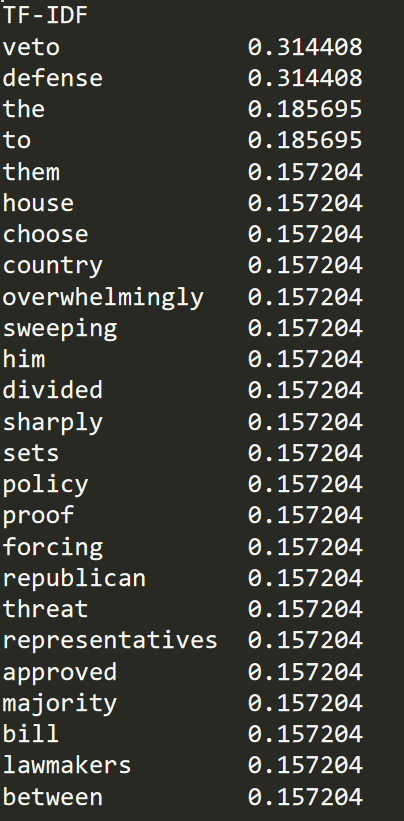 TF-IDF
veto 0.314408
defense 0.314408
the 0.185695
to 0.185695
them 0.157204
house 0.157204
choose 0.157204
country 0.157204
overwhelmingly 0.157204
sweeping 0.157204
him 0.157204
divided 0.157204
sharply 0.157204
sets 0.157204
policy 0.157204
proof 0.157204
forcing 0.157204
republican 0.157204
threat 0.157204
representatives 0.157204
approved 0.157204
majority 0.157204
bill 0.157204
lawmakers 0.157204
between 0.157204